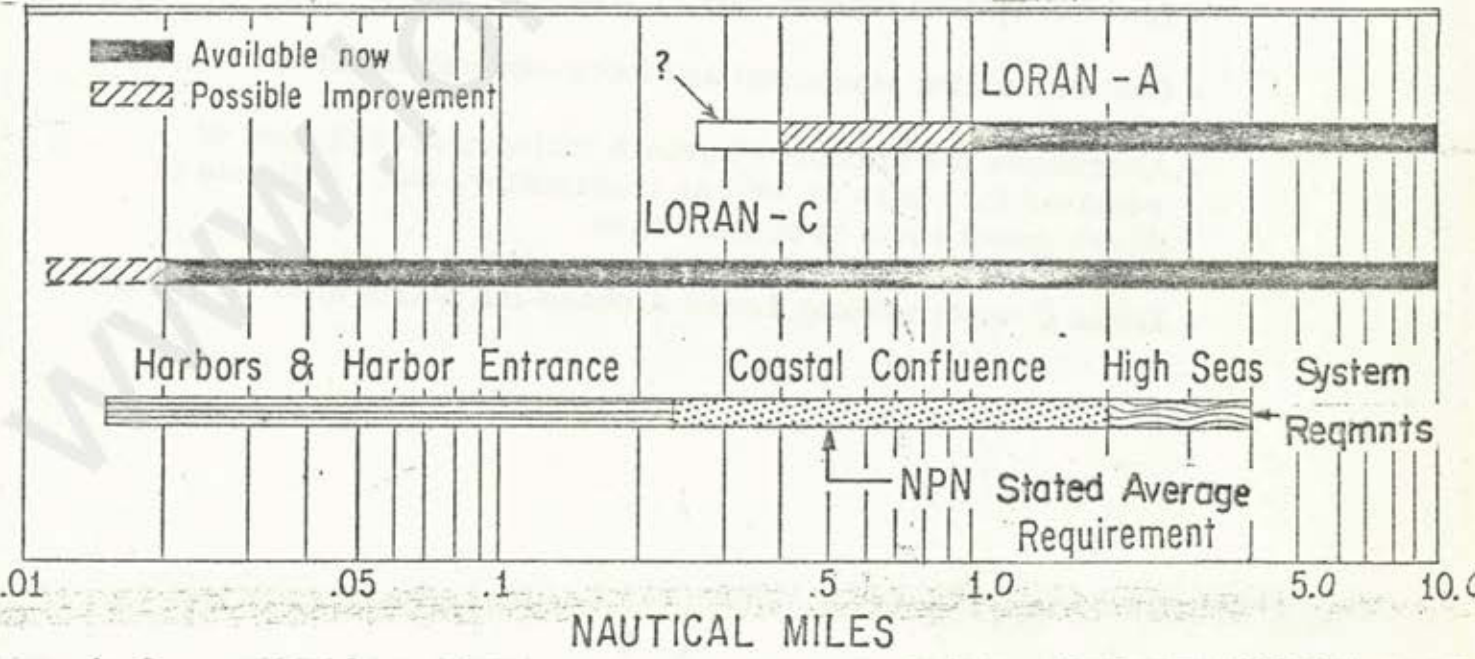 Available now
Possible Improvement
?
LORAN - A
LORAN - C
Harbors & Harbor Entrance Coastal Confluence High Seas System
Reqmnts
NPN Stated Average
Requirement
.01 .05 .1 .5 1.0 5.0 10.0
NAUTICAL MILES
www.